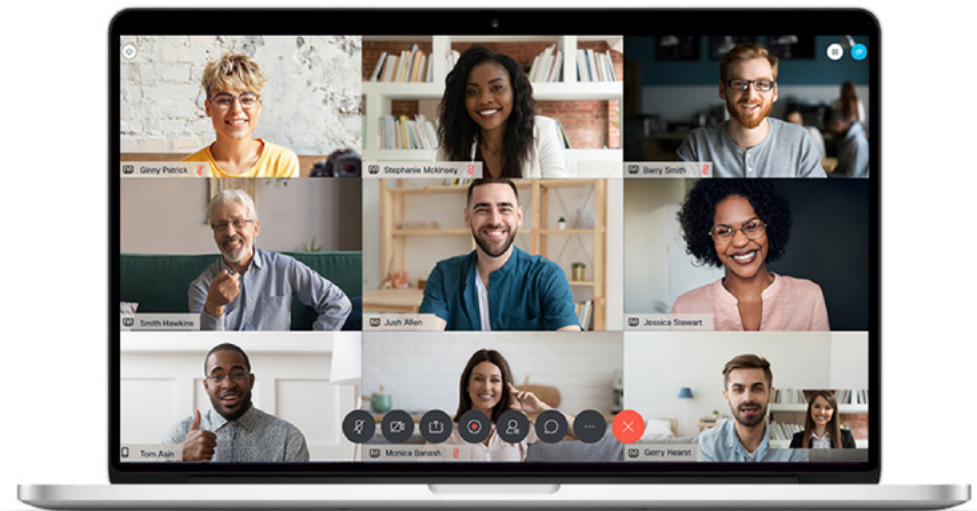 Ginny Patrick
Stephanie Mckinsey
Barry Smith
Smith Hawkins
Jush Allen
Jessica Stewart
Tom Asin
Monica Banash
Gerry Hearst